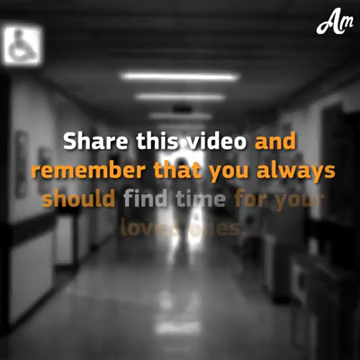 Am
Share this video and
remember that you always
should find time for your
loved ones.